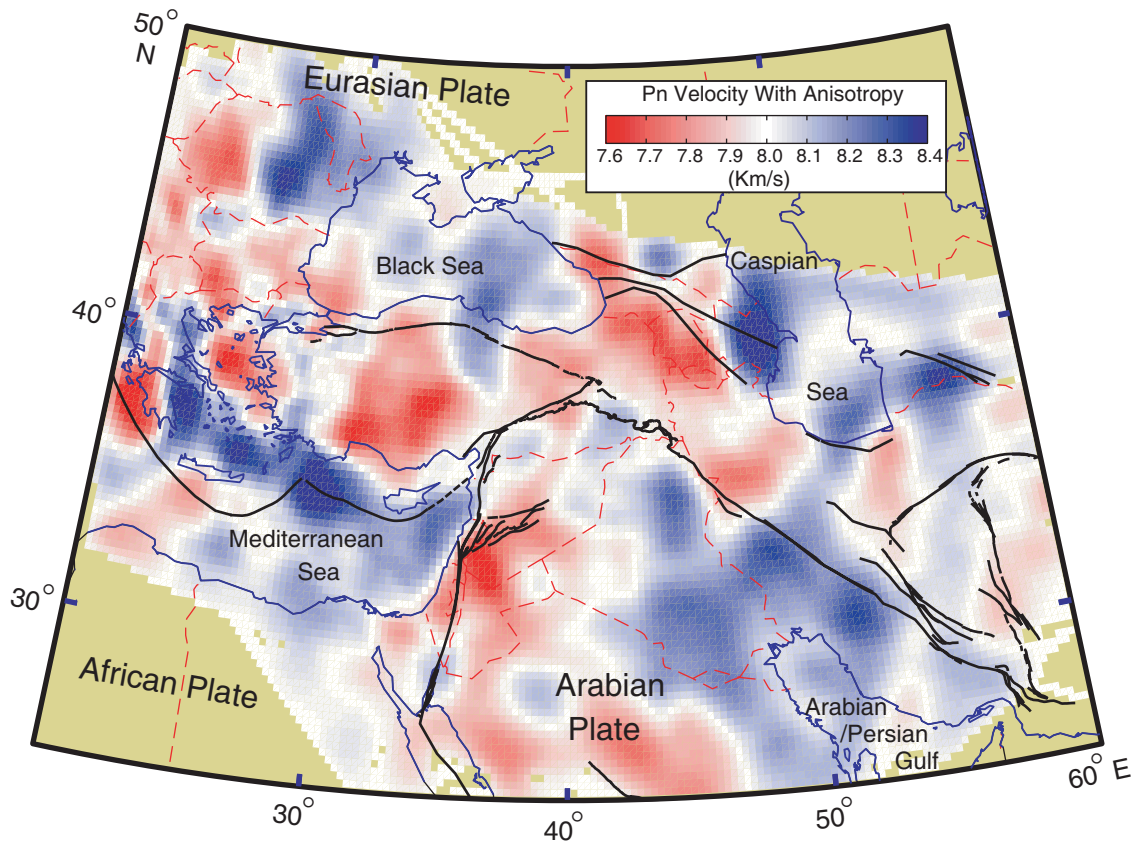 50°
N
Eurasian Plate
Pn Velocity With Anisotropy
7.6 7.7 7.8 7.9 8.0 8.1 8.2 8.3 8.4
(Km/s)
Black Sea
Caspian
Sea
40°
Mediterranean
Sea
30°
African Plate
Arabian
Plate
Arabian
/Persian
Gulf
30°
40°
50°
60° E